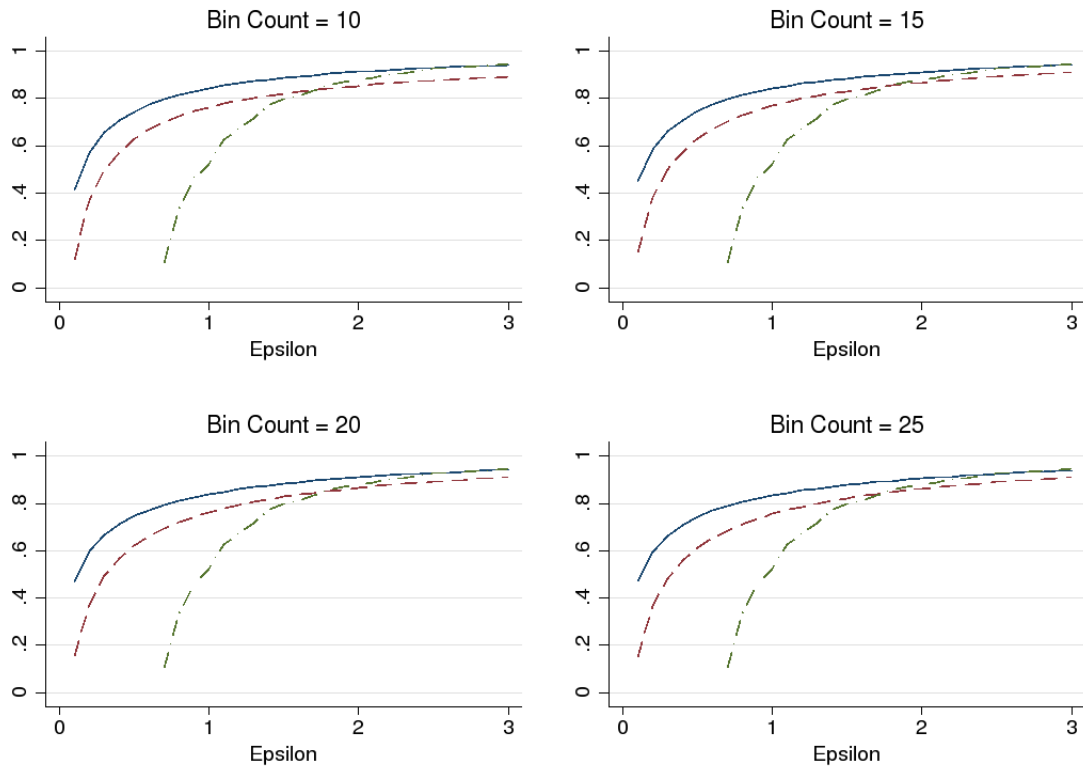 Bin Count = 10
1
.8
.6
.4
.2
0
0 1 2 3
Epsilon
Bin Count = 15
1
.8
.6
.4
.2
0
0 1 2 3
Epsilon
Bin Count = 20
1
.8
.6
.4
.2
0
0 1 2 3
Epsilon
Bin Count = 25
1
.8
.6
.4
.2
0
0 1 2 3
Epsilon